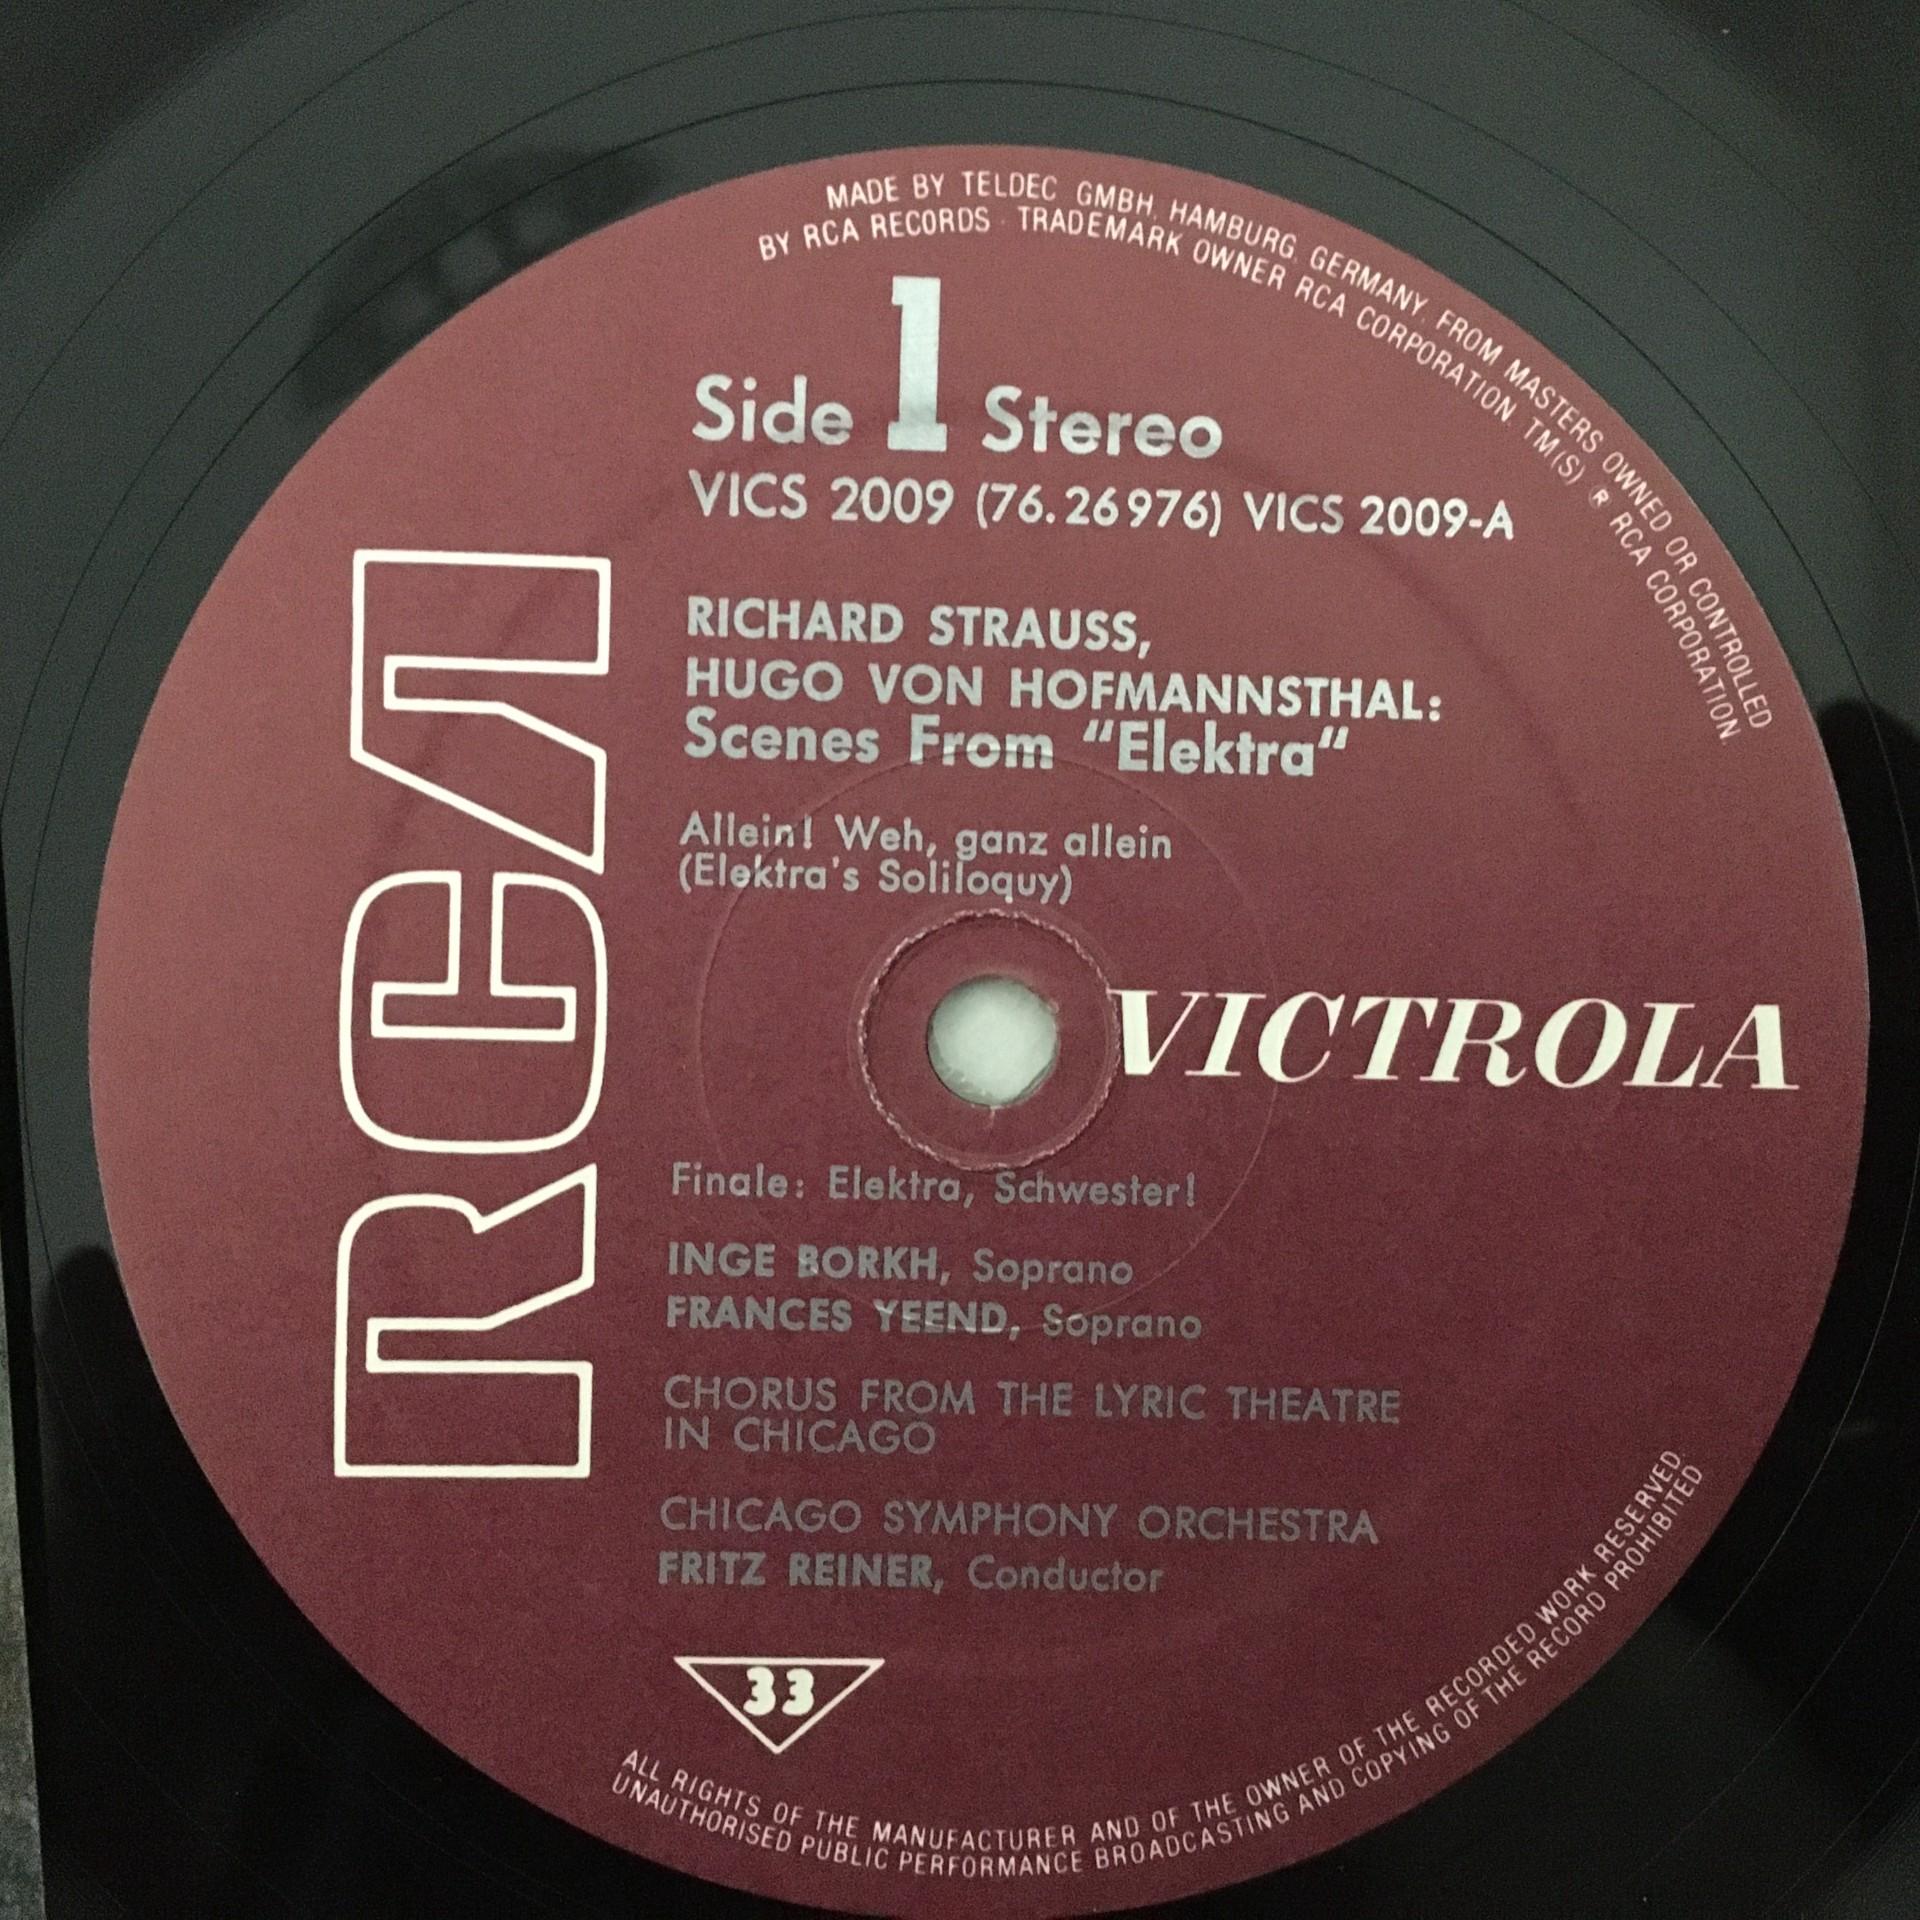 MADE BY TELDEC GMBH. HAMBURG. GERMANY. FROM MASTERS OWNED OR CONTROLLED
BY RCA RECORDS · TRADEMARK OWNER RCA CORPORATION. TM(S) ® RCA CORPORATION.
Side 1 Stereo
VICS 2009 (76.26976) VICS 2009-A
RICHARD STRAUSS,
HUGO VON HOFMANNSTHAL:
Scenes From “Elektra“
Allein! Weh, ganz allein
(Elektra's Soliloquy)
RCA
VICTROLA
Finale: Elektra, Schwester!
INGE BORKH, Soprano
FRANCES YEEND, Soprano
CHORUS FROM THE LYRIC THEATRE
IN CHICAGO
CHICAGO SYMPHONY ORCHESTRA
FRITZ REINER, Conductor
33
ALL RIGHTS OF THE MANUFACTURER AND OF THE OWNER OF THE RECORDED WORK RESERVED.
UNAUTHORISED PUBLIC PERFORMANCE BROADCASTING AND COPYING OF THE RECORD PROHIBITED